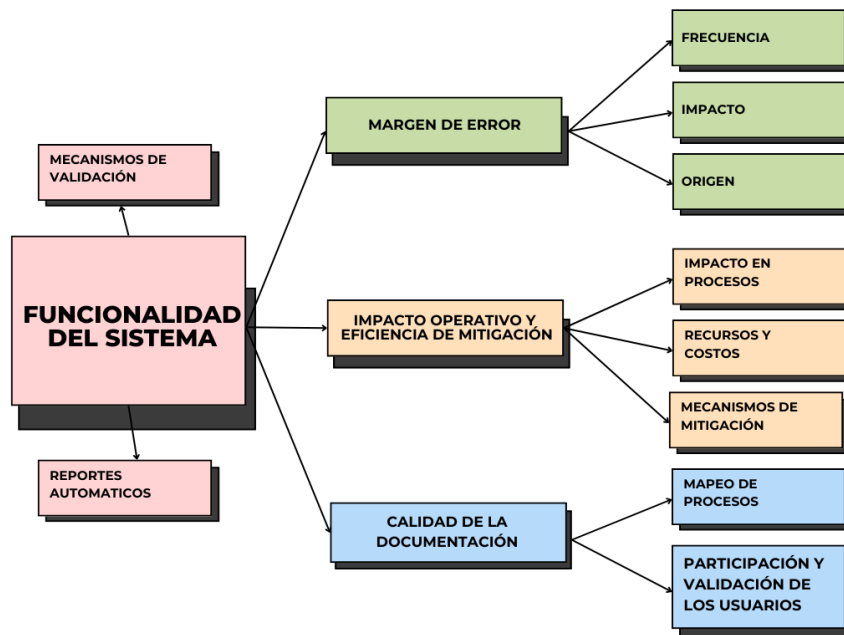 FUNCIONALIDAD
DEL SISTEMA
MECANISMOS DE
VALIDACIÓN
REPORTES
AUTOMATICOS
MARGEN DE ERROR
FRECUENCIA
IMPACTO
ORIGEN
IMPACTO OPERATIVO Y
EFICIENCIA DE MITIGACIÓN
IMPACTO EN
PROCESOS
RECURSOS Y
COSTOS
MECANISMOS DE
MITIGACIÓN
CALIDAD DE LA
DOCUMENTACIÓN
MAPEO DE
PROCESOS
PARTICIPACIÓN Y
VALIDACIÓN DE
LOS USUARIOS